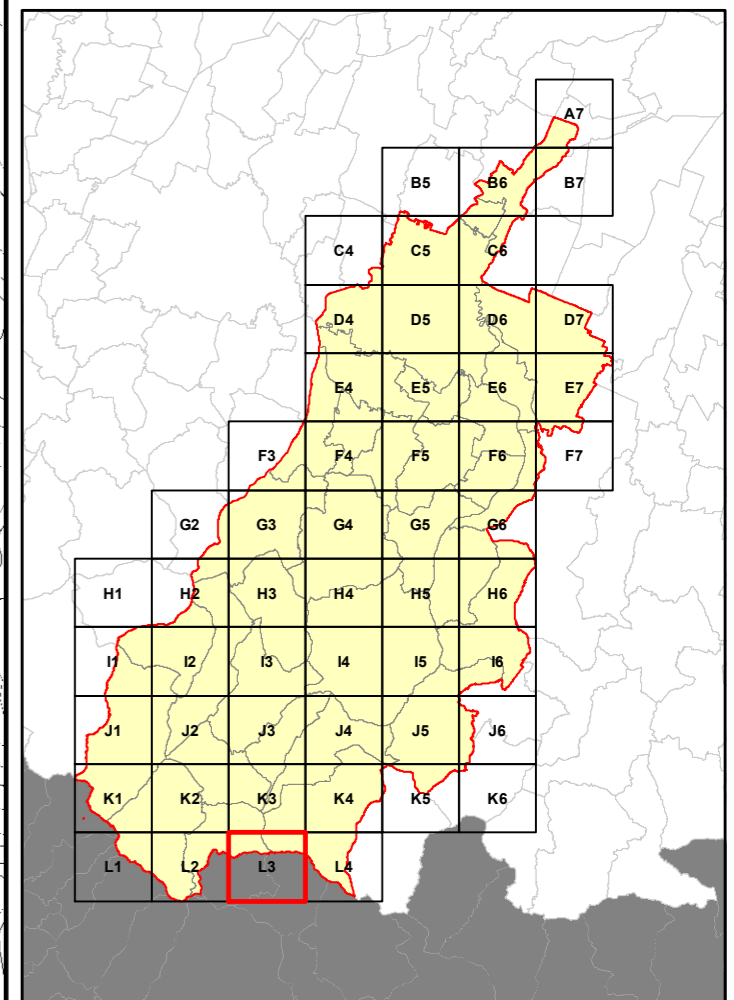 A7
B5 B6 B7
C4 C5 C6
D4 D5 D6 D7
E4 E5 E6 E7
F3 F4 F5 F6 F7
G2 G3 G4 G5 G6
H1 H2 H3 H4 H5 H6
I1 I2 I3 I4 I5 I6
J1 J2 J3 J4 J5 J6
K1 K2 K3 K4 K5 K6
L1 L2 L3 L4